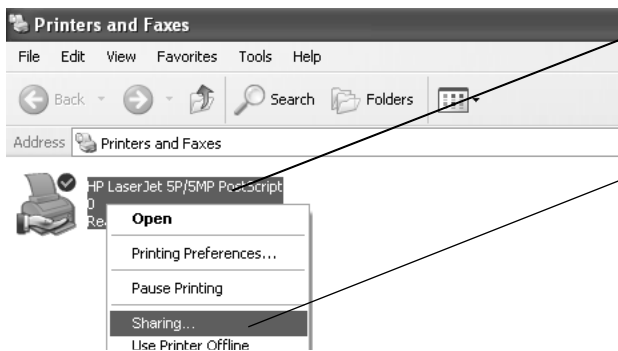 Printers and Faxes
File Edit View Favorites Tools Help
Back Search Folders
Address Printers and Faxes
HP LaserJet 5P/5MP PostScript
0
Open
Printing Preferences...
Pause Printing
Sharing...
Use Printer Offline